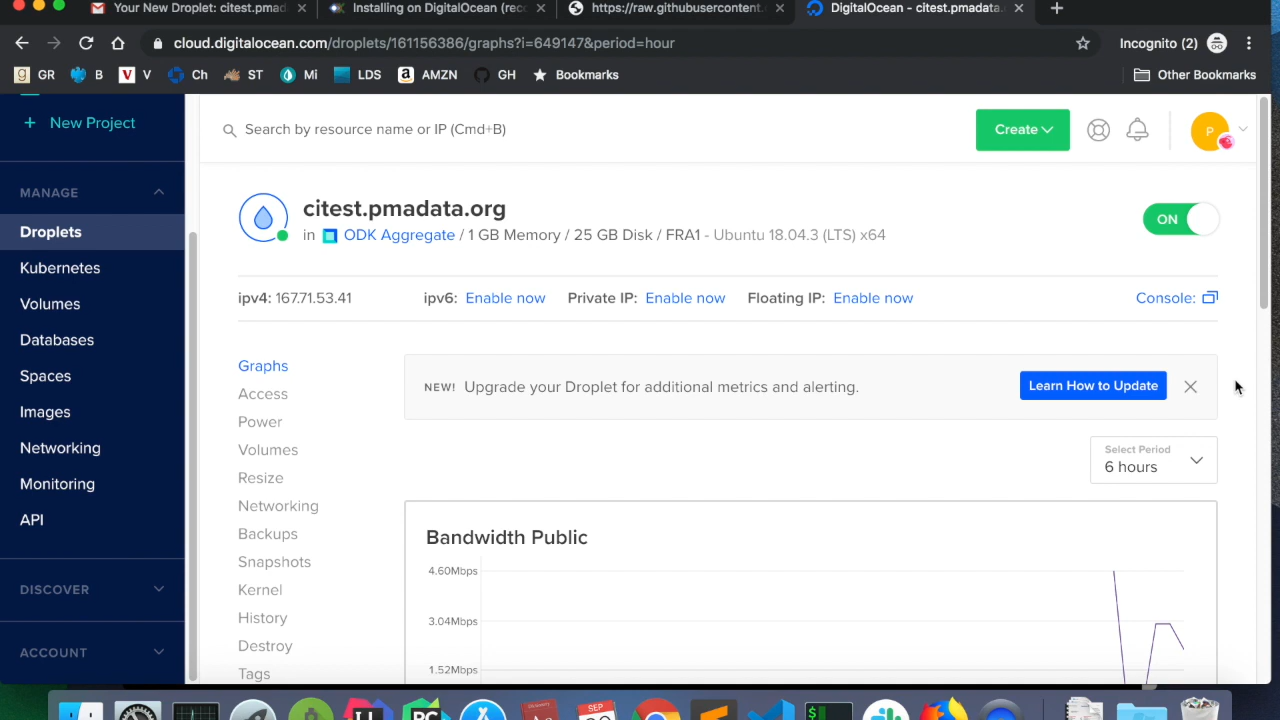 Your New Droplet: citest.pmad
Installing on DigitalOcean (reco
https://raw.githubusercontent.
DigitalOcean - citest.pmadata.
cloud.digitalocean.com/droplets/161156386/graphs?i=649147&period=hour
Incognito (2)
GR B V Ch ST Mi LDS AMZN GH Bookmarks Other Bookmarks
+ New Project
Search by resource name or IP (Cmd+B)
Create
P
MANAGE
Droplets
Kubernetes
Volumes
Databases
Spaces
Images
Networking
Monitoring
API
DISCOVER
ACCOUNT
citest.pmadata.org
in ODK Aggregate / 1 GB Memory / 25 GB Disk / FRA1 - Ubuntu 18.04.3 (LTS) x64
ON
ipv4: 167.71.53.41 ipv6: Enable now Private IP: Enable now Floating IP: Enable now Console:
Graphs
Access
Power
Volumes
Resize
Networking
Backups
Snapshots
Kernel
History
Destroy
Tags
NEW! Upgrade your Droplet for additional metrics and alerting.
Learn How to Update
Select Period
6 hours
Bandwidth Public
4.60Mbps
3.04Mbps
1.52Mbps
PC
SEP